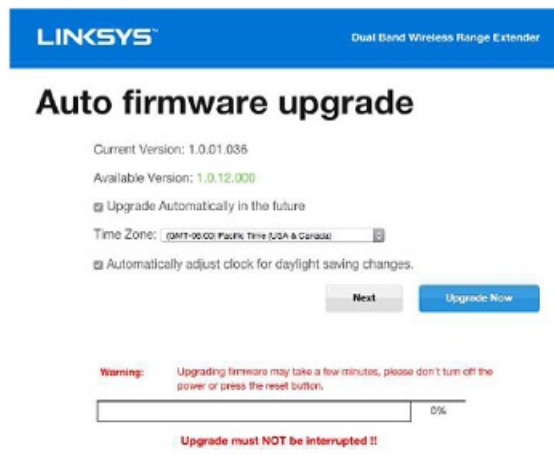 LINKSYS
Dual Band Wireless Range Extender
Auto firmware upgrade
Current Version: 1.0.01.036
Available Version: 1.0.12.000
Upgrade Automatically in the future
Time Zone: (GMT-08:00) Pacific Time (USA & Canada)
Automatically adjust clock for daylight saving changes.
Next
Upgrade Now
Warning: Upgrading firmware may take a few minutes, please don't turn off the
power or press the reset button.
0%
Upgrade must NOT be interrupted !!